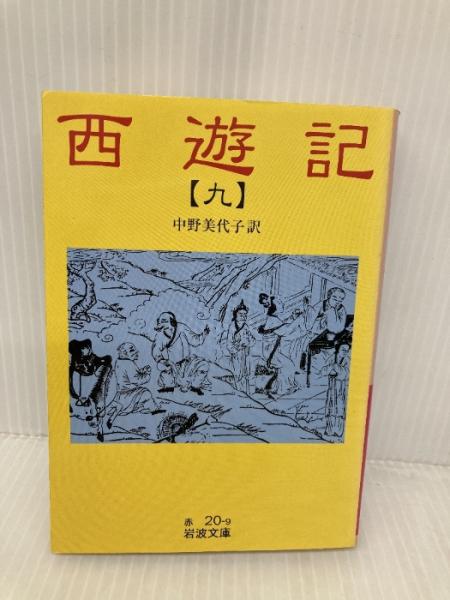 西遊記
【九】
中野美代子訳
赤 20-9
岩波文庫